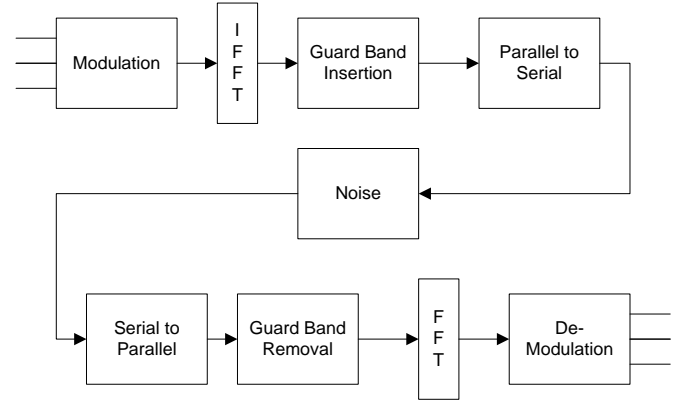 Modulation
I
F
F
T
Guard Band
Insertion
Parallel to
Serial
Noise
Serial to
Parallel
Guard Band
Removal
F
F
T
De-
Modulation